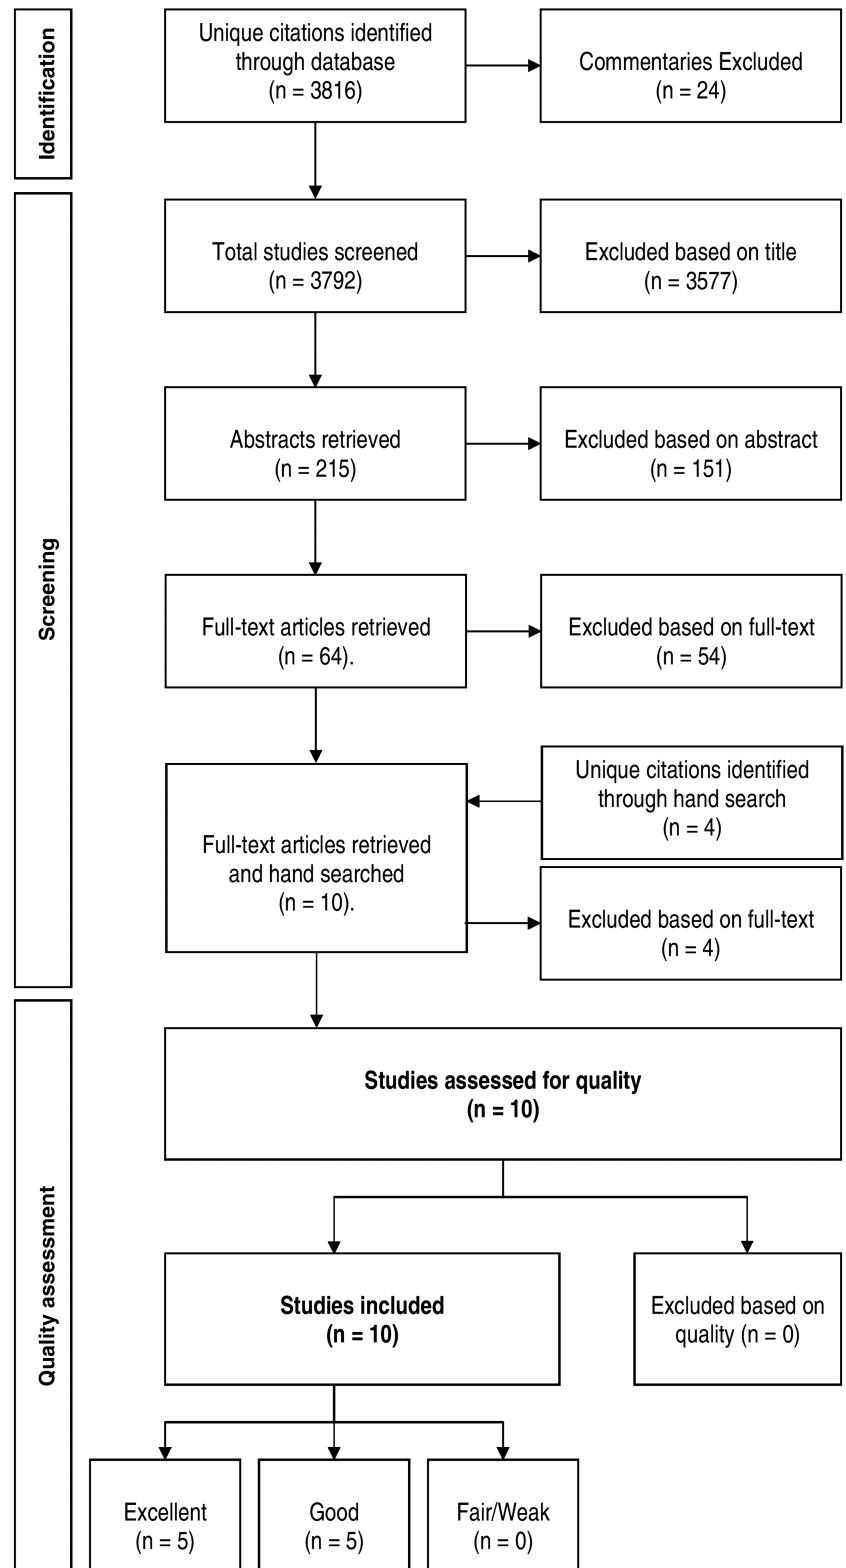 Identification
Unique citations identified
through database
(n = 3816)
Commentaries Excluded
(n = 24)
Screening
Total studies screened
(n = 3792)
Excluded based on title
(n = 3577)
Abstracts retrieved
(n = 215)
Excluded based on abstract
(n = 151)
Full-text articles retrieved
(n = 64).
Excluded based on full-text
(n = 54)
Full-text articles retrieved
and hand searched
(n = 10).
Unique citations identified
through hand search
(n = 4)
Excluded based on full-text
(n = 4)
Quality assessment
Studies assessed for quality
(n = 10)
Studies included
(n = 10)
Excluded based on
quality (n = 0)
Excellent
(n = 5)
Good
(n = 5)
Fair/Weak
(n = 0)